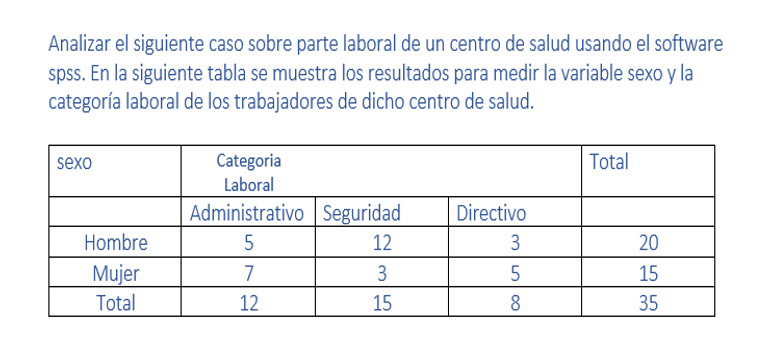 Analizar el siguiente caso sobre parte laboral de un centro de salud usando el software
spss. En la siguiente tabla se muestra los resultados para medir la variable sexo y la
categoría laboral de los trabajadores de dicho centro de salud.
sexo Categoria Total
Laboral
Administrativo Seguridad Directivo
Hombre 5 12 3 20
Mujer 7 3 5 15
Total 12 15 8 35